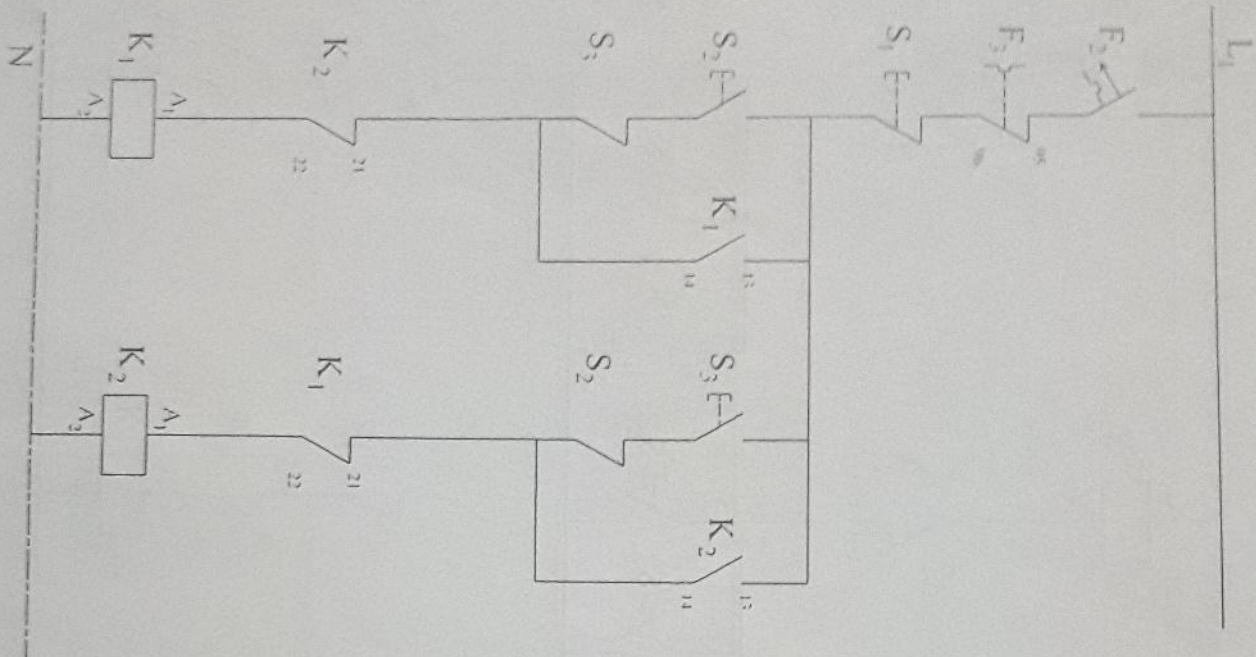 L₁
F₂
F₃
S₁
S₂ K₁ S₃ K₂
13 13
14 14
S₃ S₂
K₂ K₁
21 21
22 22
K₁ K₂
A₁ A₁
A₂ A₂
N